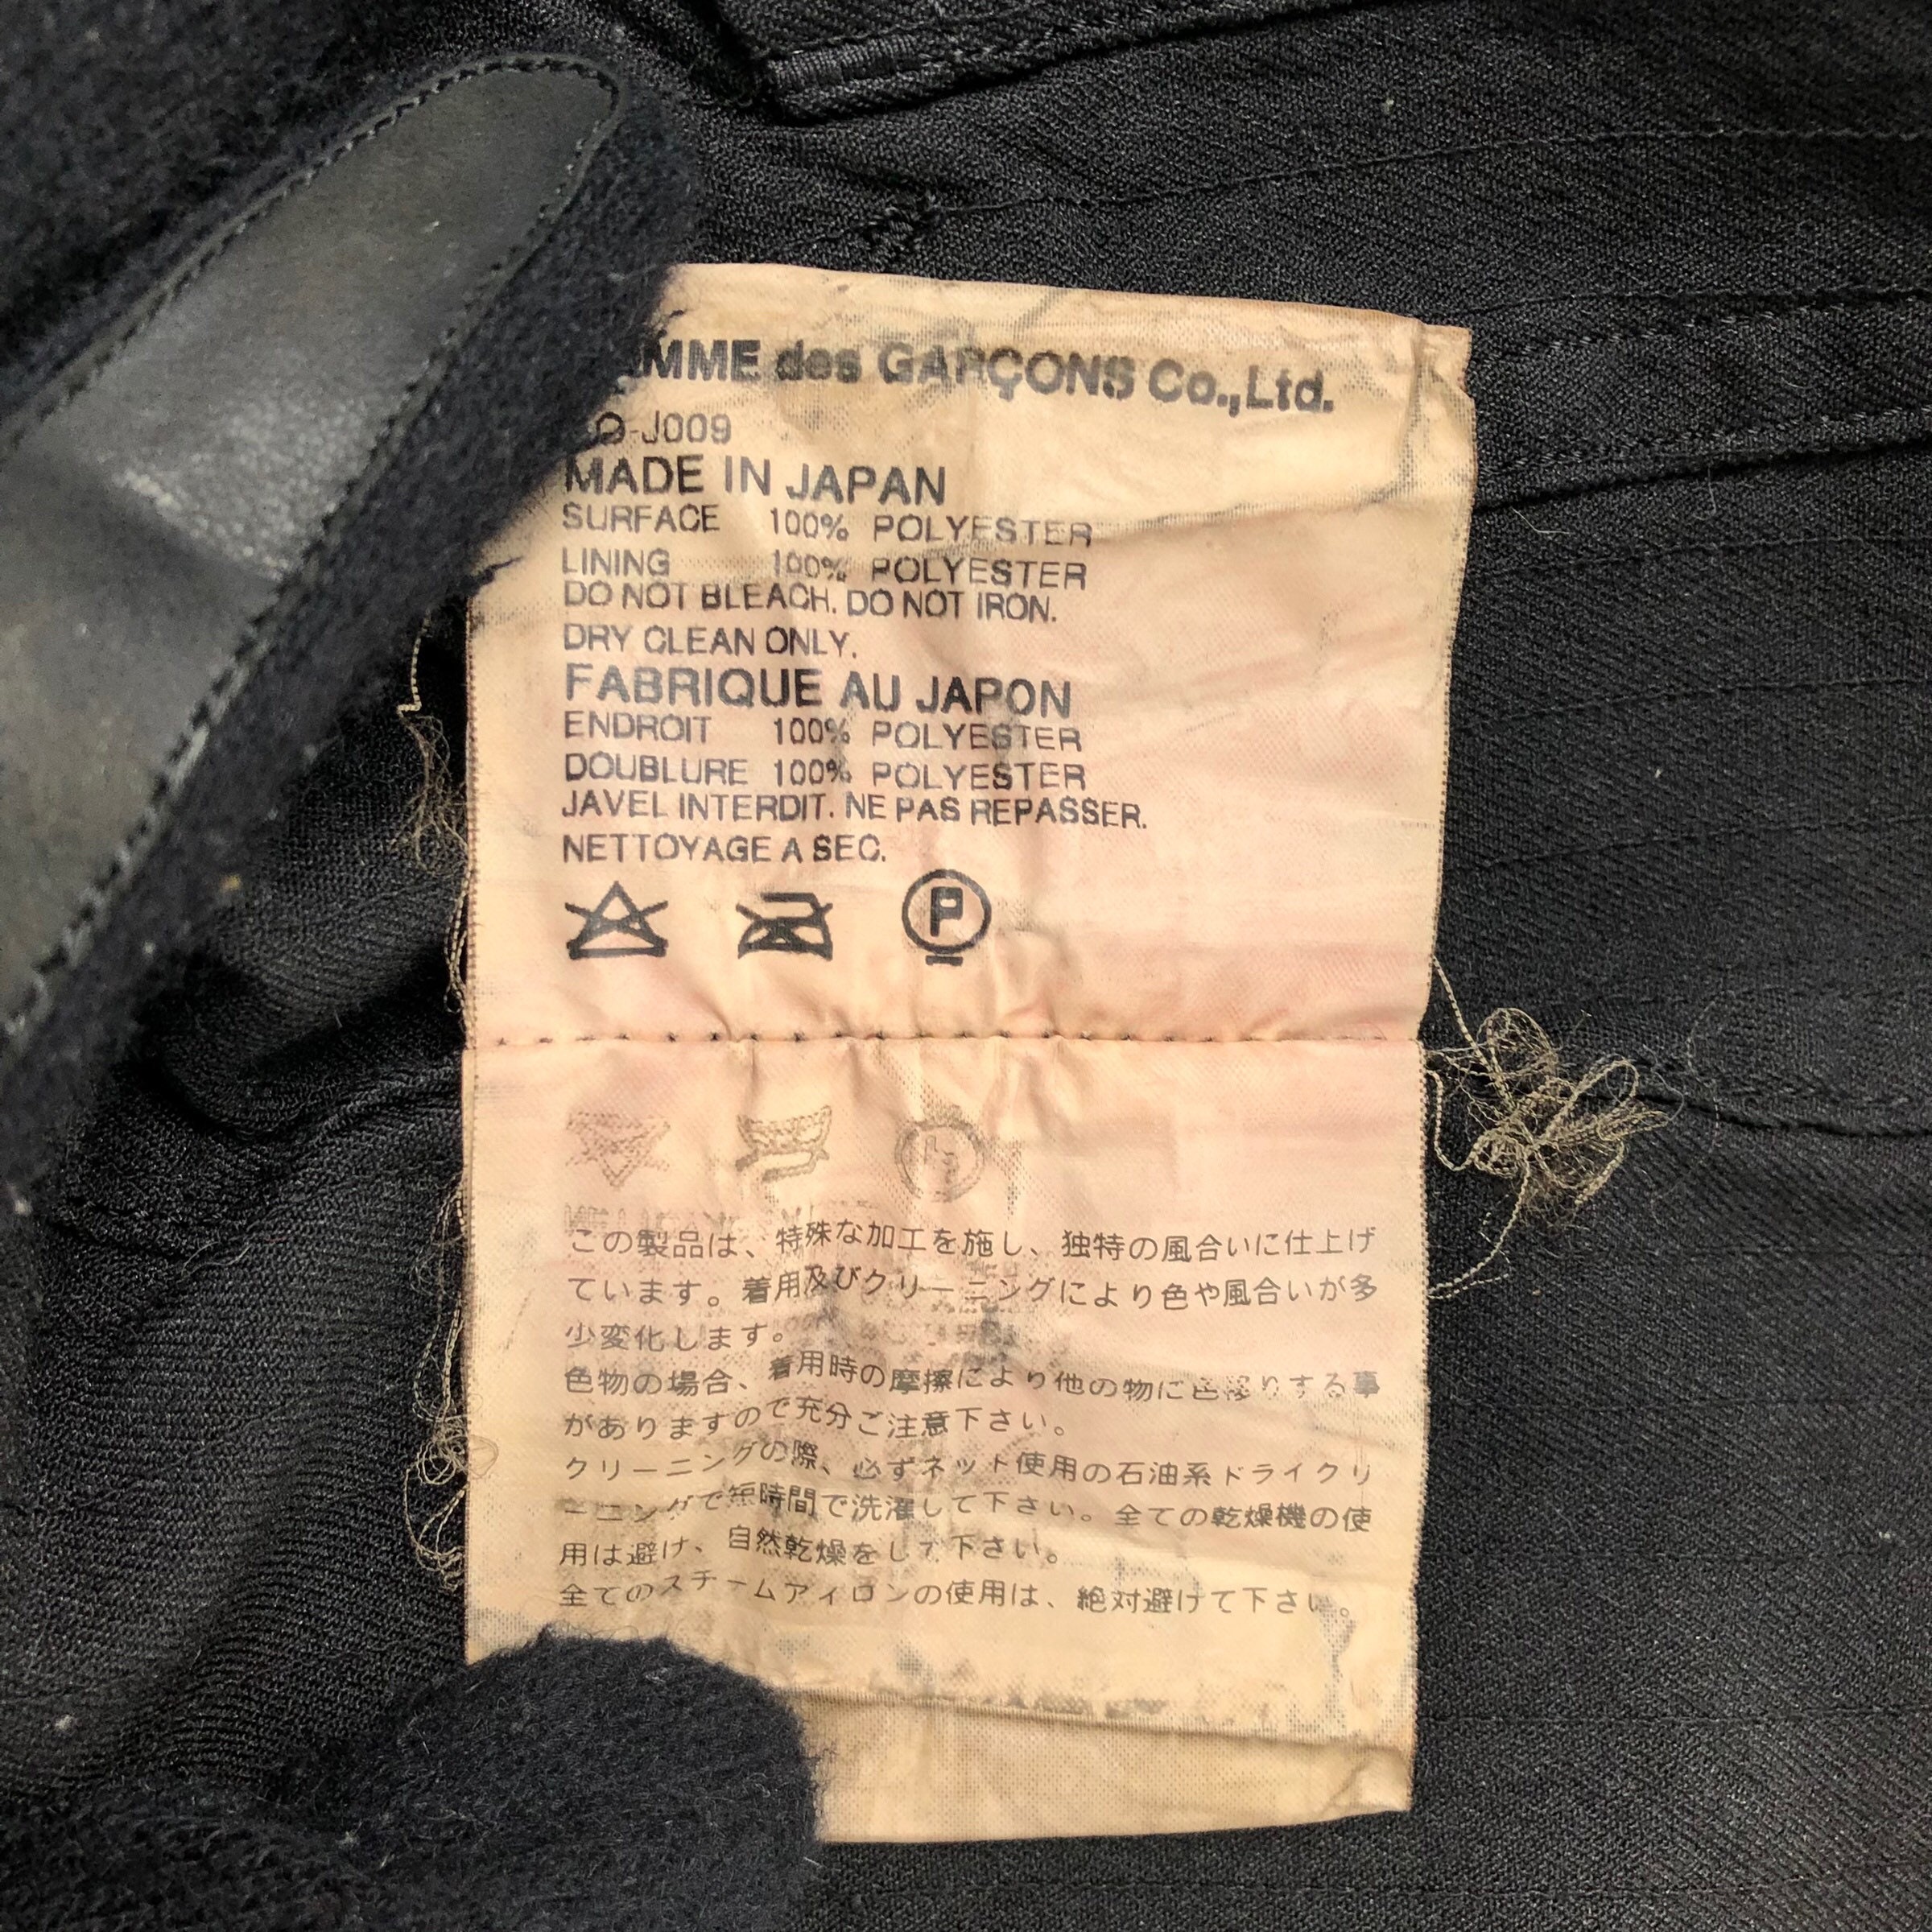 MME des GARÇONS Co.,Ltd.
-J009
MADE IN JAPAN
SURFACE 100% POLYESTER
LINING 100% POLYESTER
DO NOT BLEACH. DO NOT IRON.
DRY CLEAN ONLY.
FABRIQUE AU JAPON
ENDROIT 100% POLYESTER
DOUBLURE 100% POLYESTER
JAVEL INTERDIT. NE PAS REPASSER.
NETTOYAGE A SEC.
P
この製品は、特殊な加工を施し、独特の風合いに仕上げ
ています。着用及びクリーニングにより色や風合いが多
少変化します。
色物の場合、着用時の摩擦により他の物に色移りする事
がありますので充分ご注意下さい。
クリーニングの際、必ずネット使用の石油系ドライクリ
ーニングで短時間で洗濯して下さい。全ての乾燥機の使
用は避け、自然乾燥をして下さい。
全てのスチームアイロンの使用は、絶対避けて下さい。